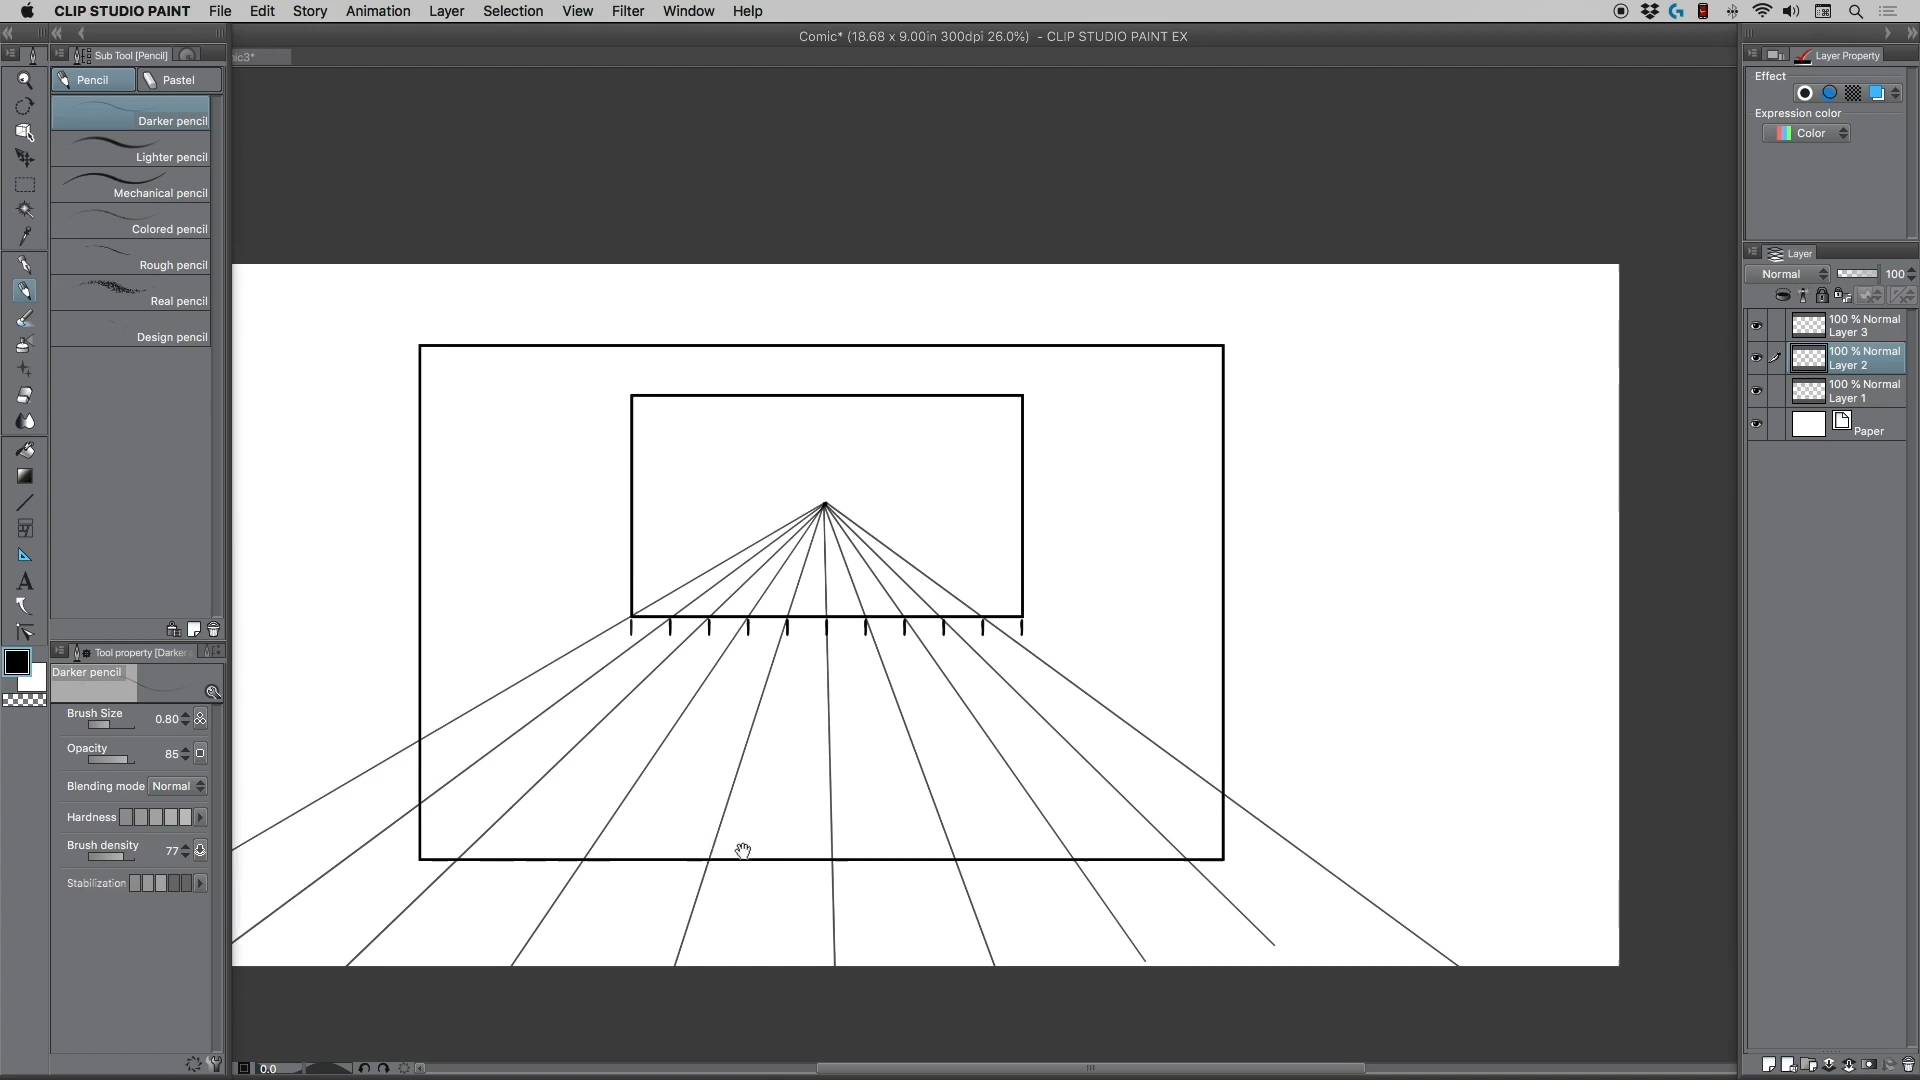 CLIP STUDIO PAINT File Edit Story Animation Layer Selection View Filter Window Help
Comic* (18.68 x 9.00in 300dpi 26.0%) - CLIP STUDIO PAINT EX
Sub Tool [Pencil]
Pencil Pastel
Darker pencil
Lighter pencil
Mechanical pencil
Colored pencil
Rough pencil
Real pencil
Design pencil
Tool property [Darker
Darker pencil
Brush Size 0.80
Opacity 85
Blending mode Normal
Hardness
Brush density 77
Stabilization
0.0
Layer Property
Effect
Expression color
Color
Layer
Normal 100
100 % Normal
Layer 3
100 % Normal
Layer 2
100 % Normal
Layer 1
Paper